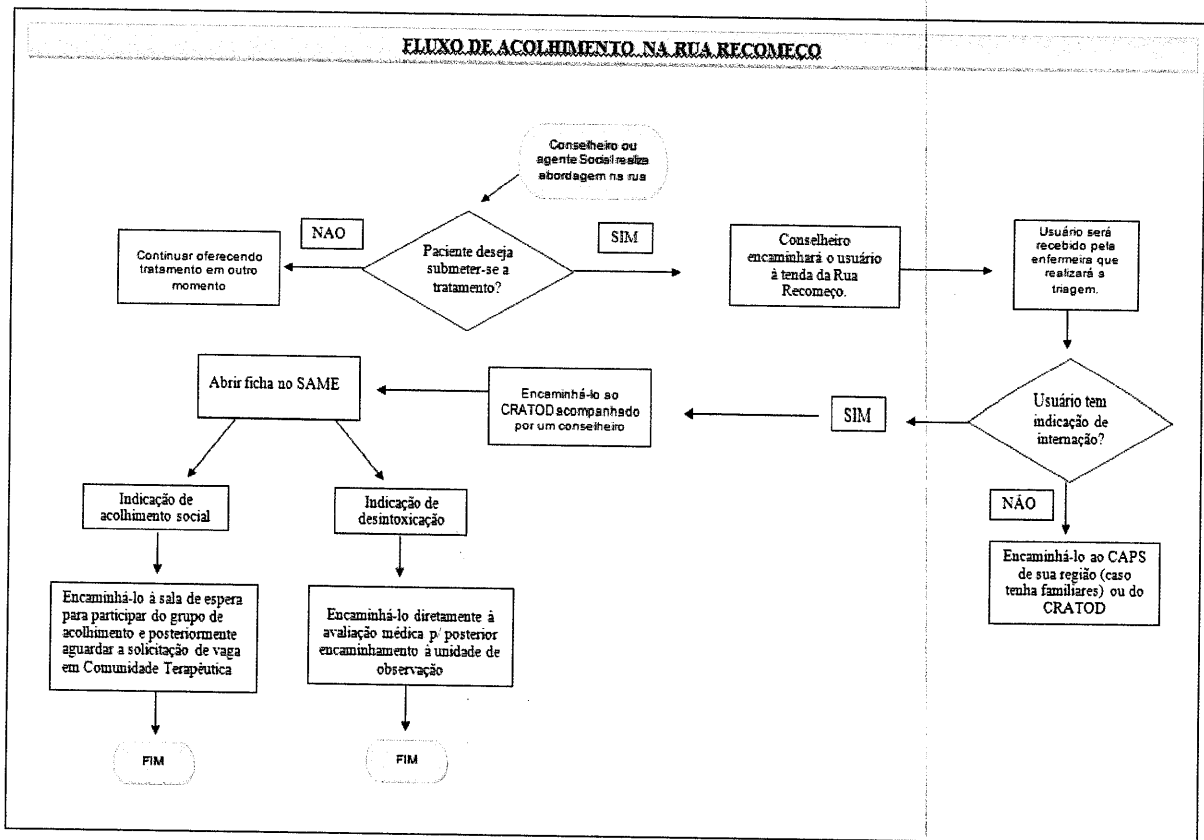 FLUXO DE ACOLHIMENTO NA RUA RECOMEÇO
Conselheiro ou
agente Social realiza
abordagem na rua
NAO
SIM
Continuar oferecendo
tratamento em outro
momento
Paciente deseja
submeter-se a
tratamento?
Conselheiro
encaminhará o usuário
à tenda da Rua
Recomeço.
Usuário será
recebido pela
enfermeira que
realizará a
triagem.
Abrir ficha no SAME
Encaminhá-lo ao
CRATOD acompanhado
por um conselheiro
SIM
Usuário tem
indicação de
internação?
NÃO
Indicação de
acolhimento social
Indicação de
desintoxicação
Encaminhá-lo ao CAPS
de sua região (caso
tenha familiares) ou do
CRATOD
Encaminhá-lo à sala de espera
para participar do grupo de
acolhimento e posteriormente
aguardar a solicitação de vaga
em Comunidade Terapêutica
Encaminhá-lo diretamente à
avaliação médica p/ posterior
encaminhamento à unidade de
observação
FIM
FIM